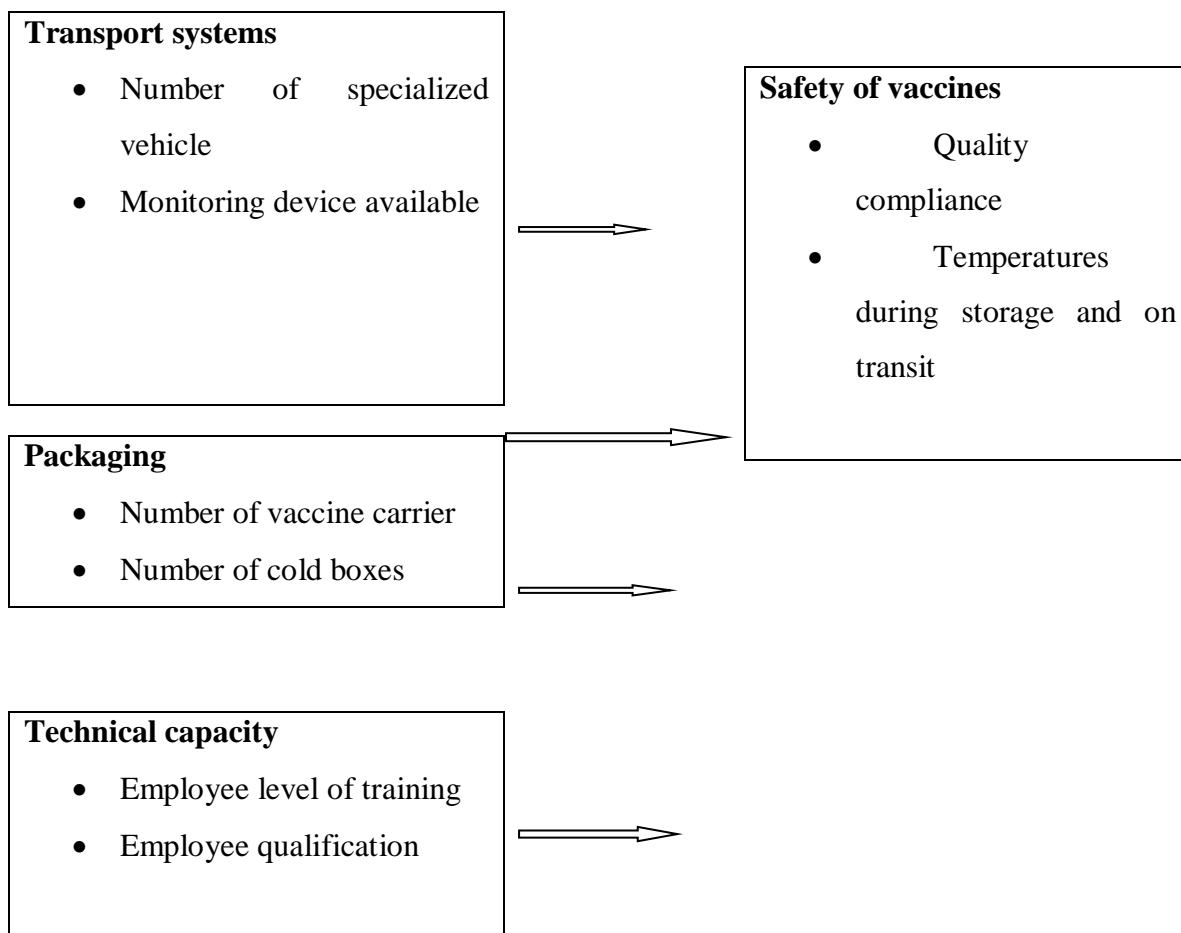 Transport systems
• Number of specialized
vehicle
• Monitoring device available
Safety of vaccines
• Quality
compliance
• Temperatures
during storage and on
transit
Packaging
• Number of vaccine carrier
• Number of cold boxes
Technical capacity
• Employee level of training
• Employee qualification